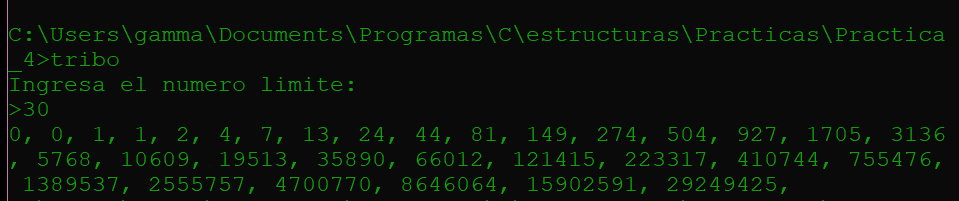 C:\Users\gamma\Documents\Programas\C\estructuras\Practicas\Practica
_4>tribo
Ingresa el numero limite:
>30
0, 0, 1, 1, 2, 4, 7, 13, 24, 44, 81, 149, 274, 504, 927, 1705, 3136
, 5768, 10609, 19513, 35890, 66012, 121415, 223317, 410744, 755476,
 1389537, 2555757, 4700770, 8646064, 15902591, 29249425,